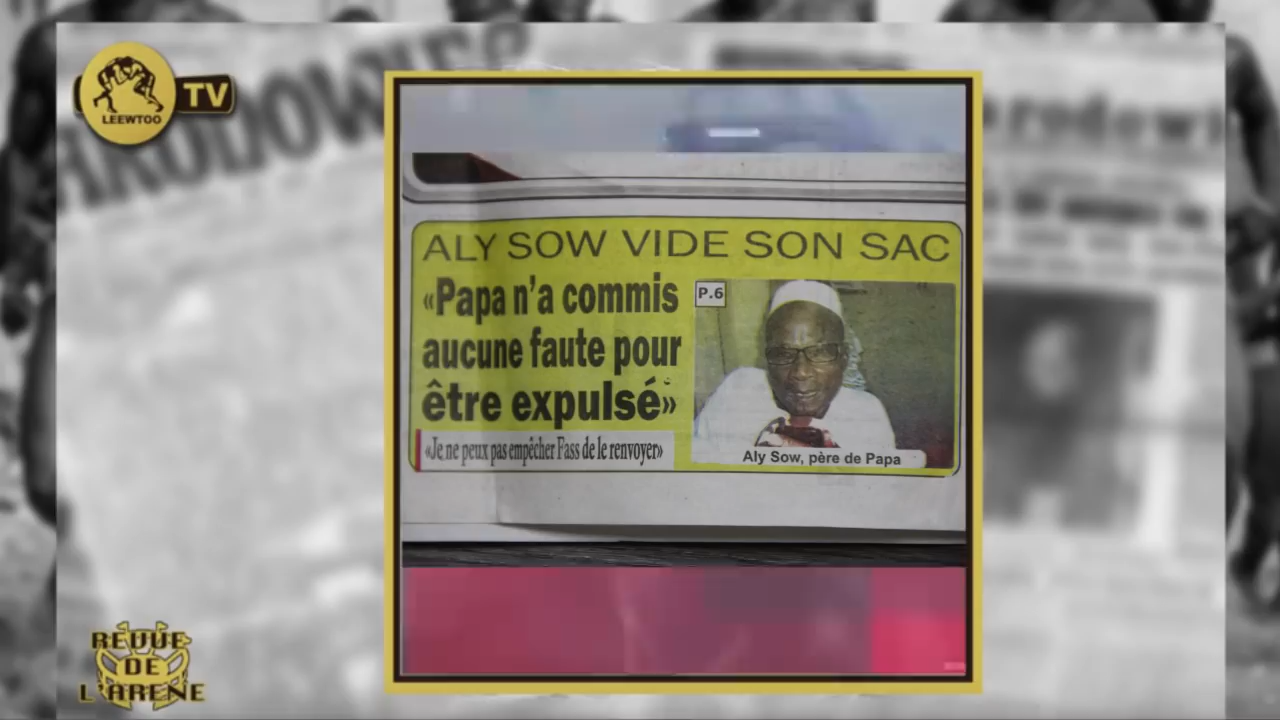 LEEWTOO
TV
ALY SOW VIDE SON SAC
«Papa n'a commis
aucune faute pour
être expulsé»
«Je ne peux pas empêcher Fass de le renvoyer»
P.6
Aly Sow, père de Papa
REVUE
DE
L'ARENE